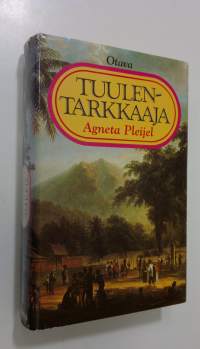 Otava
TUULEN-
TARKKAAJA
Agneta Pleijel